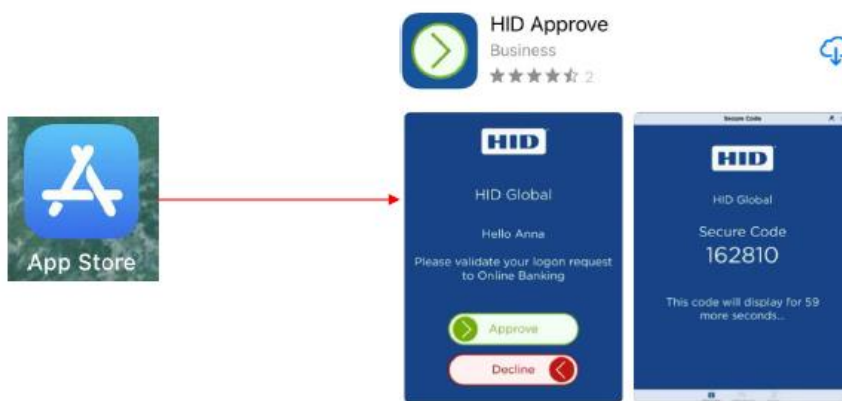 HID Approve
Business
2
App Store
HID
HID Global
Hello Anna
Please validate your logon request
to Online Banking
Approve
Decline
Secure Code
HID
HID Global
Secure Code
162810
This code will display for 59
more seconds...